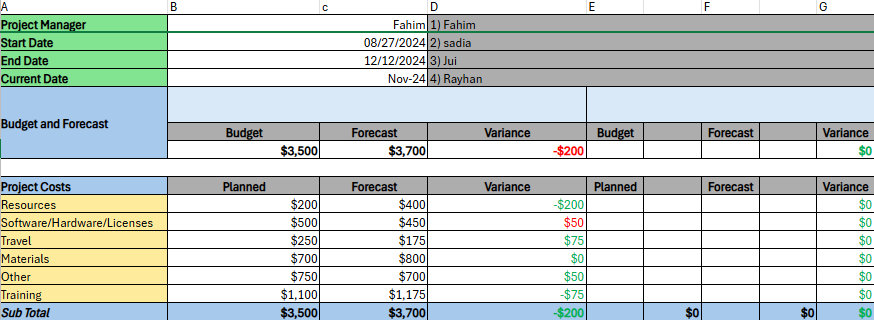 A B c D E F G
Project Manager Fahim 1) Fahim
Start Date 08/27/2024 2) sadia
End Date 12/12/2024 3) Jui
Current Date Nov-24 4) Rayhan
Budget and Forecast
Budget Forecast Variance Budget Forecast Variance
$3,500 $3,700 -$200 $0
Project Costs Planned Forecast Variance Planned Forecast Variance
Resources $200 $400 -$200 $0
Software/Hardware/Licenses $500 $450 $50 $0
Travel $250 $175 $75 $0
Materials $700 $800 $0 $0
Other $750 $700 $50 $0
Training $1,100 $1,175 -$75 $0
Sub Total $3,500 $3,700 -$200 $0 $0 $0